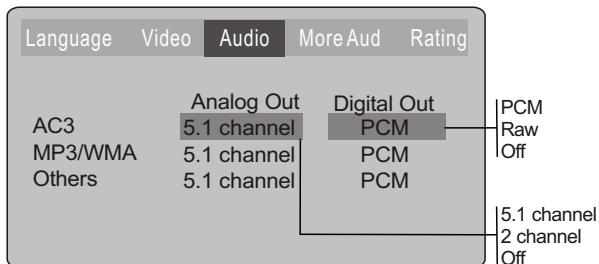 Language Video Audio More Aud Rating
Analog Out Digital Out
AC3 5.1 channel PCM
MP3/WMA 5.1 channel PCM
Others 5.1 channel PCM
PCM
Raw
Off
5.1 channel
2 channel
Off